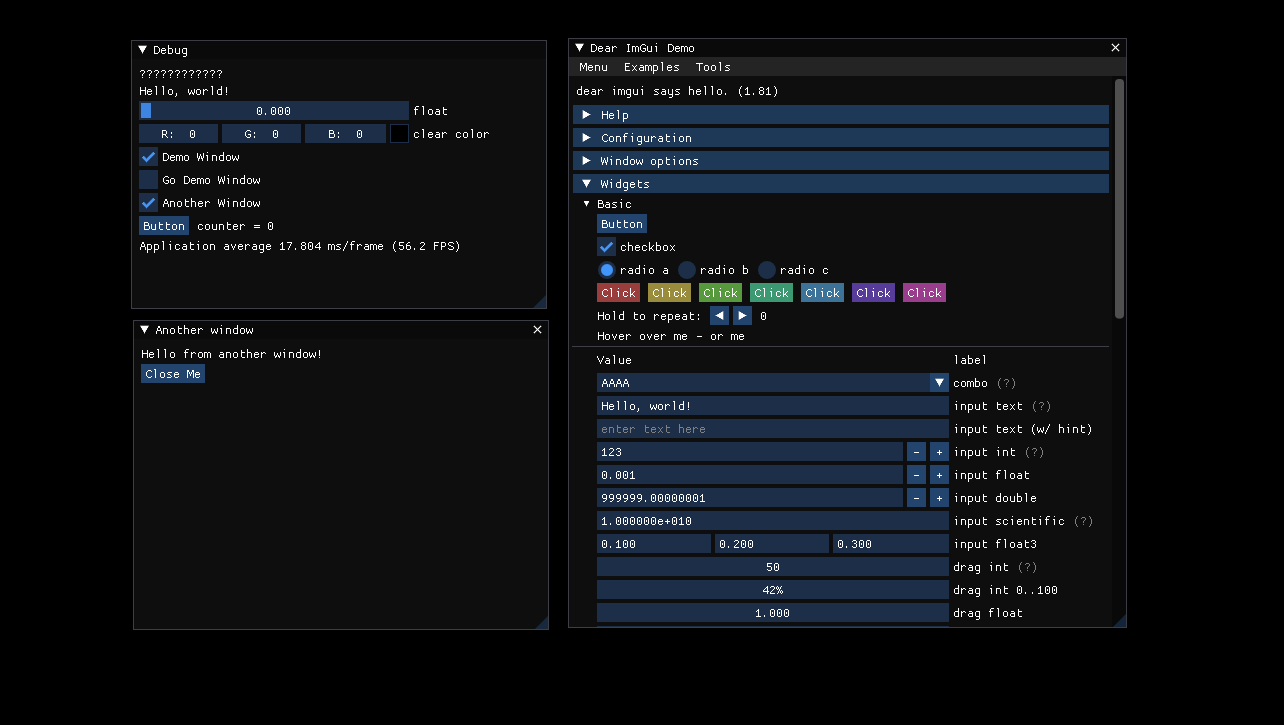 Debug
????????????
Hello, world!
0.000 float
R: 0 G: 0 B: 0 clear color
Demo Window
Go Demo Window
Another Window
Button counter = 0
Application average 17.804 ms/frame (56.2 FPS)
Another window
Hello from another window!
Close Me
Dear ImGui Demo
Menu Examples Tools
dear imgui says hello. (1.81)
Help
Configuration
Window options
Widgets
Basic
Button
checkbox
radio a radio b radio c
Click Click Click Click Click Click Click
Hold to repeat: 0
Hover over me - or me
Value label
AAAA combo (?)
Hello, world! input text (?)
enter text here input text (w/ hint)
123 - + input int (?)
0.001 - + input float
999999.00000001 - + input double
1.000000e+010 input scientific (?)
0.100 0.200 0.300 input float3
50 drag int (?)
42% drag int 0..100
1.000 drag float